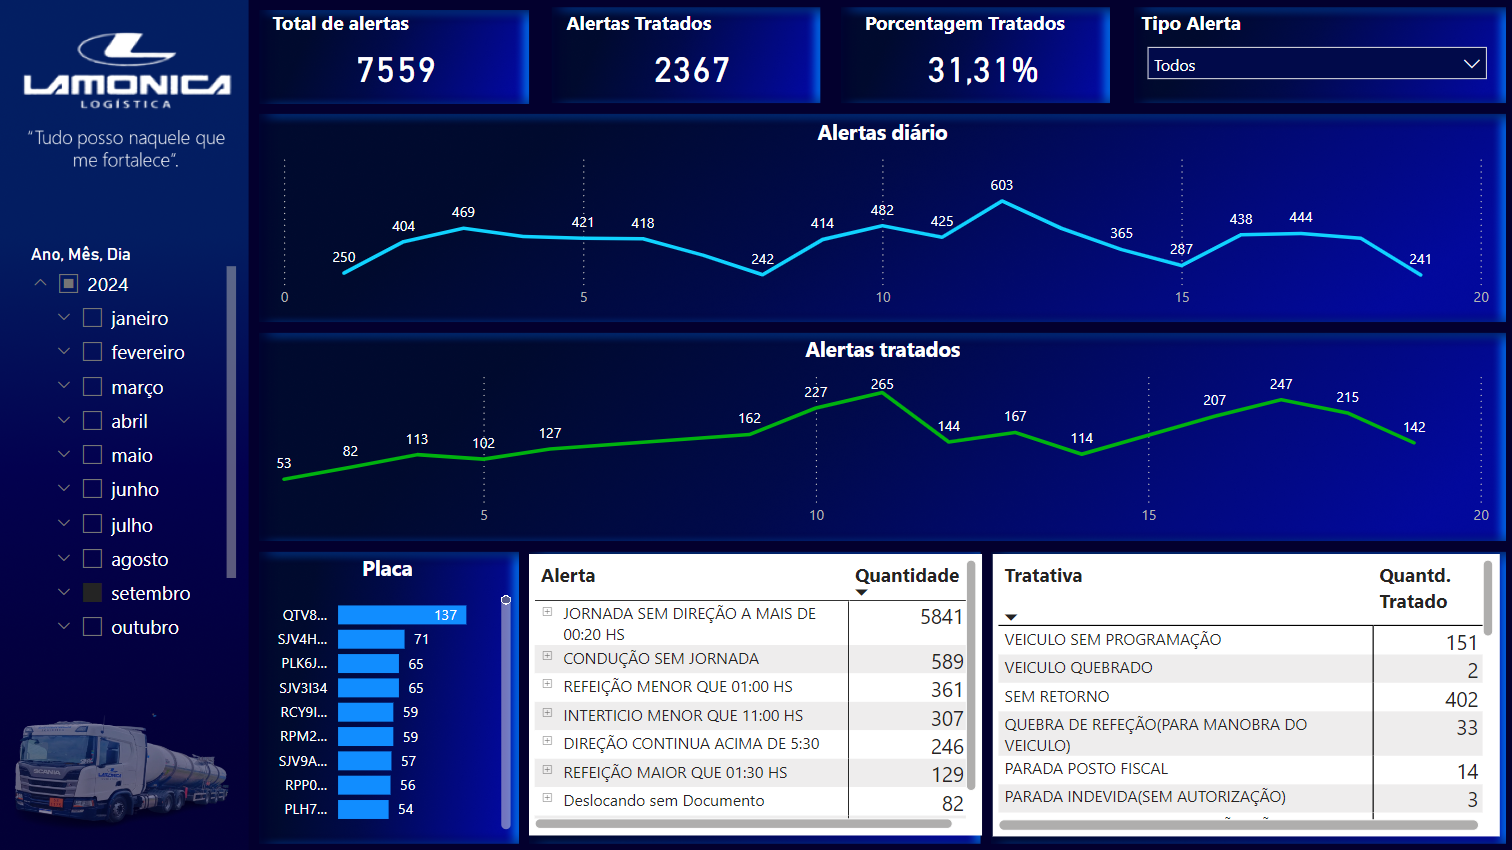 LAMONICA
LOGÍSTICA
“Tudo posso naquele que
me fortalece”.
Ano, Mês, Dia
2024
janeiro
fevereiro
março
abril
maio
junho
julho
agosto
setembro
outubro
Total de alertas
7559
Alertas Tratados
2367
Porcentagem Tratados
31,31%
Tipo Alerta
Todos
Alertas diário
250 404 469 421 418 242 414 482 425 603 365 287 438 444 241
0 5 10 15 20
Alertas tratados
53 82 113 102 127 162 227 265 144 167 114 207 247 215 142
5 10 15 20
Placa
QTV8... 137
SJV4H... 71
PLK6J... 65
SJV3I34 65
RCY9I... 59
RPM2... 59
SJV9A... 57
RPP0... 56
PLH7... 54
Alerta Quantidade
JORNADA SEM DIREÇÃO A MAIS DE
00:20 HS 5841
CONDUÇÃO SEM JORNADA 589
REFEIÇÃO MENOR QUE 01:00 HS 361
INTERTICIO MENOR QUE 11:00 HS 307
DIREÇÃO CONTINUA ACIMA DE 5:30 246
REFEIÇÃO MAIOR QUE 01:30 HS 129
Deslocando sem Documento 82
Tratativa Quantd.
Tratado
VEICULO SEM PROGRAMAÇÃO 151
VEICULO QUEBRADO 2
SEM RETORNO 402
QUEBRA DE REFEÇÃO(PARA MANOBRA DO
VEICULO) 33
PARADA POSTO FISCAL 14
PARADA INDEVIDA(SEM AUTORIZAÇÃO) 3
SCANIA
LAMONICA